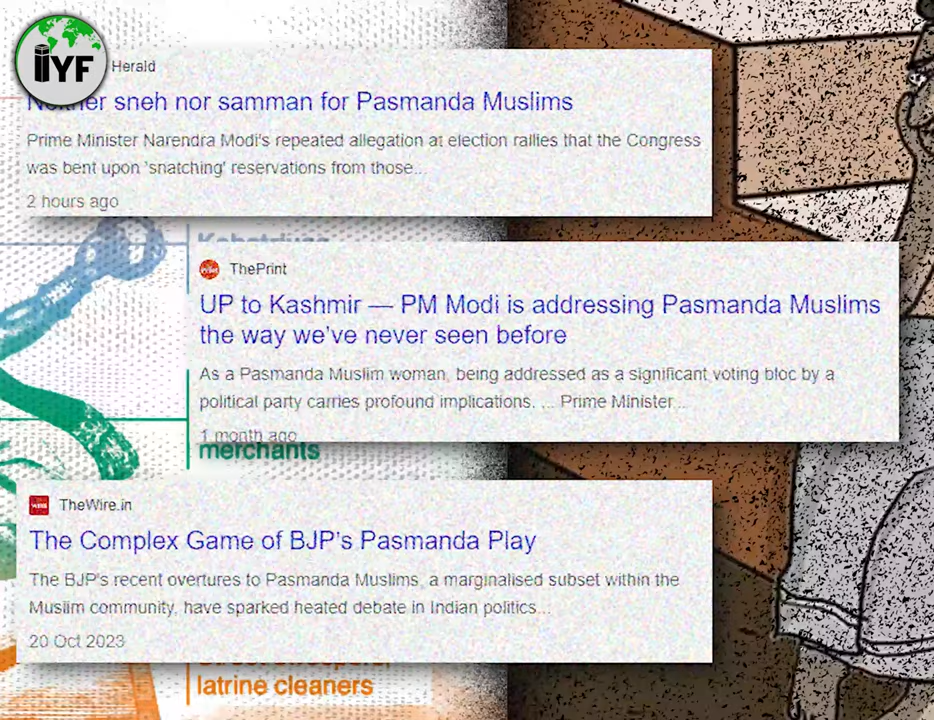 IYF
Herald
Neither sneh nor samman for Pasmanda Muslims
Prime Minister Narendra Modi's repeated allegation at election rallies that the Congress
was bent upon 'snatching' reservations from those...
2 hours ago
Kshatriyas
ThePrint
UP to Kashmir — PM Modi is addressing Pasmanda Muslims
the way we've never seen before
As a Pasmanda Muslim woman, being addressed as a significant voting bloc by a
political party carries profound implications. ... Prime Minister...
1 month ago
merchants
TheWire.in
The Complex Game of BJP's Pasmanda Play
The BJP's recent overtures to Pasmanda Muslims, a marginalised subset within the
Muslim community, have sparked heated debate in Indian politics...
20 Oct 2023
Street sweepers,
latrine cleaners